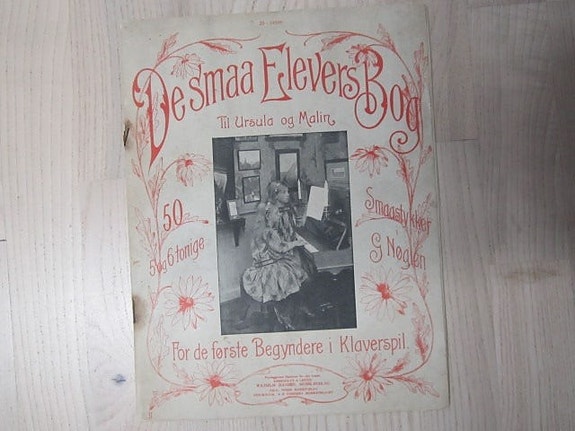 De smaa Elevers Bog
Til Ursula og Malin
50 Smaastykker
5 og 6 tonige G Nøglen
For de første Begyndere i Klaverspil.